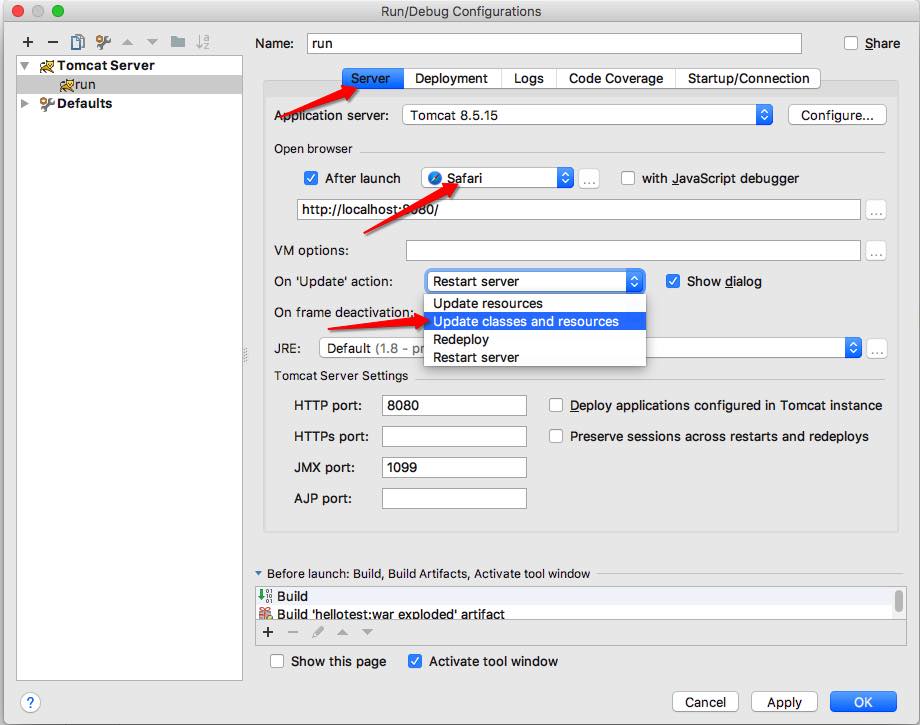 Run/Debug Configurations
Name: run Share
Tomcat Server
run
Defaults
Server Deployment Logs Code Coverage Startup/Connection
Application server: Tomcat 8.5.15 Configure...
Open browser
After launch Safari ... with JavaScript debugger
http://localhost:8080/ ...
VM options: ...
On 'Update' action: Restart server Show dialog
Update resources
On frame deactivation:
Update classes and resources
Redeploy
JRE: Default (1.8 - pr ...
Restart server
Tomcat Server Settings
HTTP port: 8080 Deploy applications configured in Tomcat instance
HTTPs port: Preserve sessions across restarts and redeploys
JMX port: 1099
AJP port:
Before launch: Build, Build Artifacts, Activate tool window
Build
Build 'hellotest:war exploded' artifact
Show this page Activate tool window
? Cancel Apply OK